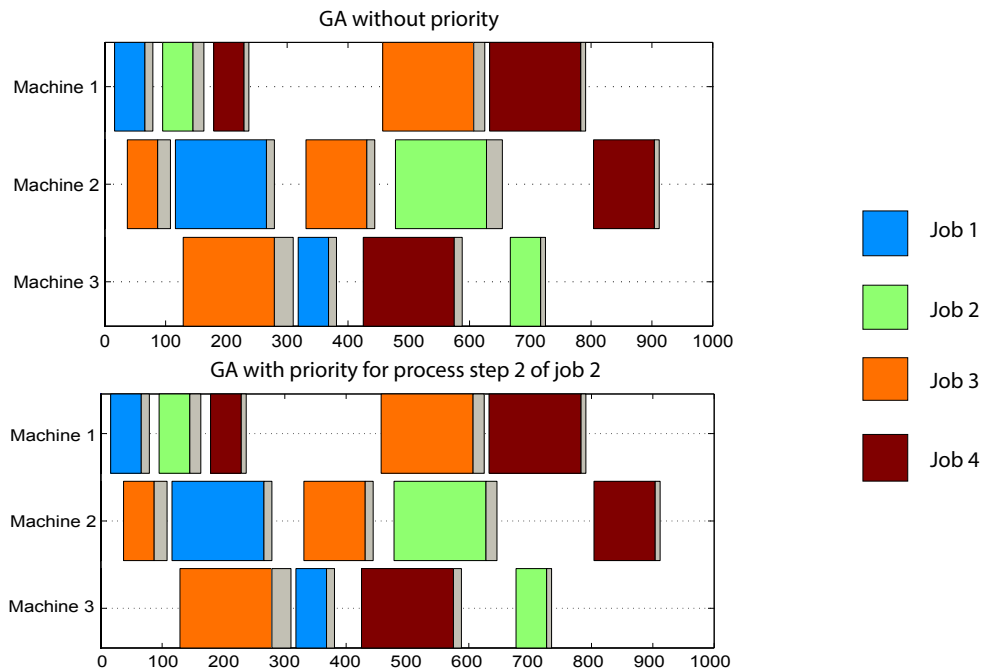 GA without priority
Machine 1
Machine 2
Machine 3
0 100 200 300 400 500 600 700 800 900 1000
GA with priority for process step 2 of job 2
Machine 1
Machine 2
Machine 3
0 100 200 300 400 500 600 700 800 900 1000
Job 1
Job 2
Job 3
Job 4